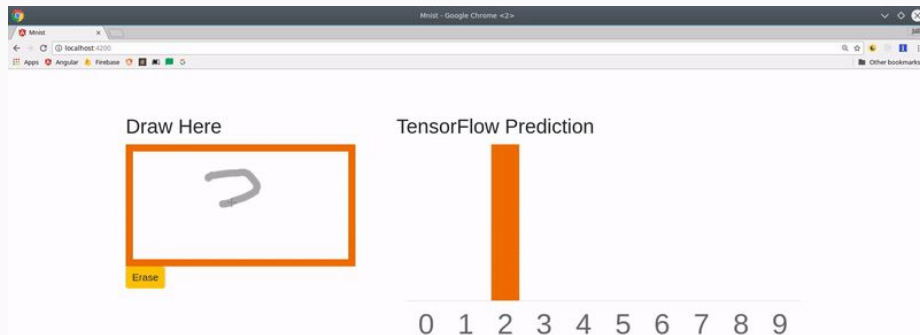 Mnist - Google Chrome <2>
Mnist
localhost:4200
Apps Angular Firebase G Other bookmarks
Draw Here
TensorFlow Prediction
Erase
0 1 2 3 4 5 6 7 8 9